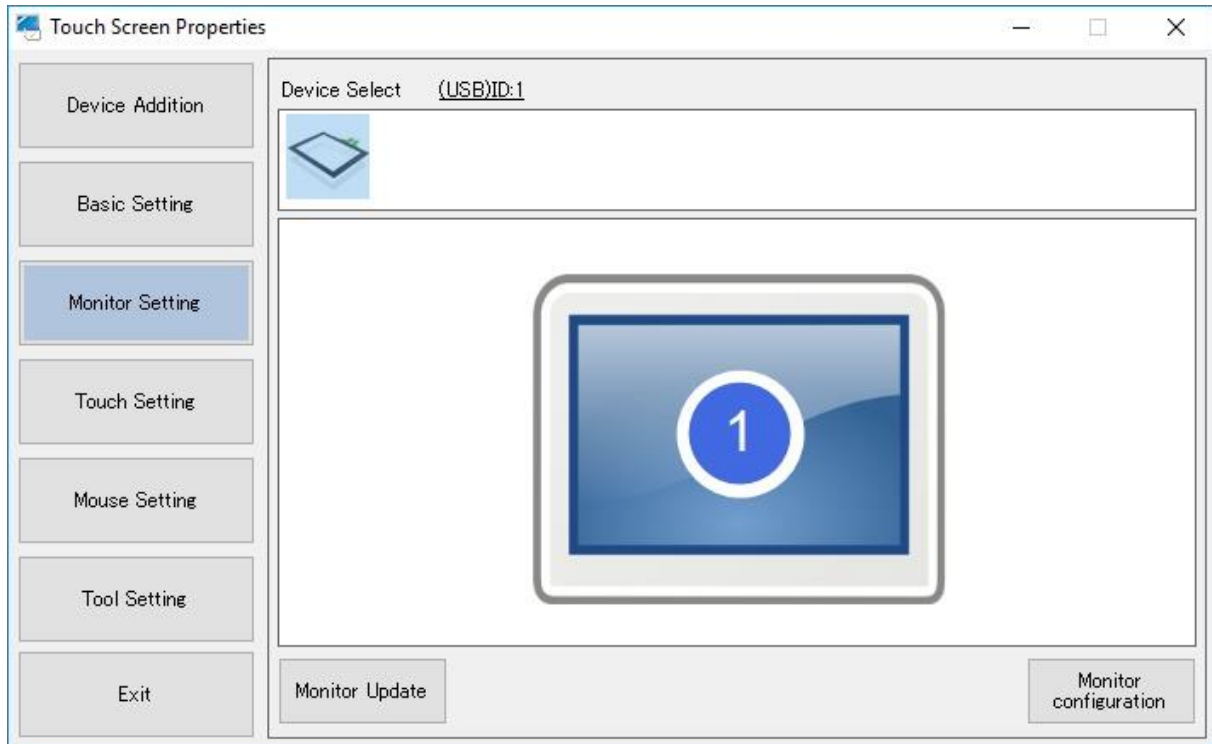 Touch Screen Properties
Device Addition
Basic Setting
Monitor Setting
Touch Setting
Mouse Setting
Tool Setting
Exit
Device Select (USB)ID:1
1
Monitor Update
Monitor
configuration